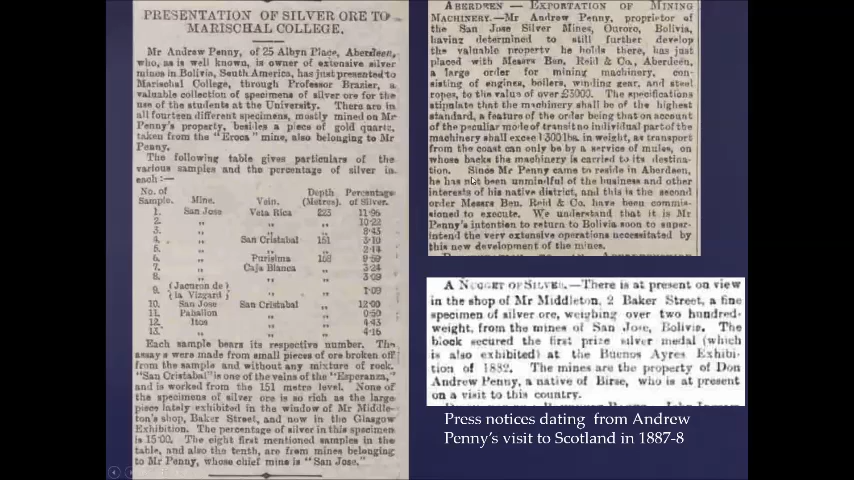 PRESENTATION OF SILVER ORE TO
MARISCHAL COLLEGE.
Mr Andrew Penny, of 25 Albyn Place, Aberdeen,
who, as is well known, is owner of extensive silver
mines in Bolivia, South America, has just presented to
Marischal College, through Professor Brazier, a
valuable collection of specimens of silver ore for the
use of the students at the University. There are in
all fourteen different specimens, mostly mined on Mr
Penny's property, besides a piece of gold quartz,
taken from the "Eroca" mine, also belonging to Mr
Penny.
The following table gives particulars of the
various samples and the percentage of silver in
each:—
No. of Depth Percentage
Sample. Mine. Vein. (Metres). of Silver.
1. San Jose Veta Rica 223 11·96
2. " " " 10·22
3. " " " 8·43
4. " San Cristabal 151 3·10
5. " " " 2·44
6. " Purisima 168 9·59
7. " Caja Blanca " 3·24
8. " " " 3·09
9. { Jacuron de } " " 1·09
{ la Vizgard }
10. San Jose San Cristabal " 12·00
11. Paballon " " 0·50
12. Itos " " 4·43
13. " " " 4·16
Each sample bears its respective number. The
assays were made from small pieces of ore broken off
from the sample and without any mixture of rock.
"San Cristabal" is one of the veins of the "Esperanza,"
and is worked from the 151 metre level. None of
the specimens of silver ore is so rich as the large
piece lately exhibited in the window of Mr Middle-
ton's shop, Baker Street, and now in the Glasgow
Exhibition. The percentage of silver in this specimen
is 15·00. The eight first mentioned samples in the
table, and also the tenth, are from mines belonging
to Mr Penny, whose chief mine is "San Jose."
ABERDEEN — EXPORTATION OF MINING
MACHINERY.—Mr Andrew Penny, proprietor of
the San Jose Silver Mines, Oururo, Bolivia,
having determined to still further develop
the valuable property he holds there, has just
placed with Messrs Ben. Reid & Co., Aberdeen,
a large order for mining machinery, con-
sisting of engines, boilers, winding gear, and steel
ropes, to the value of over £3000. The specifications
stipulate that the machinery shall be of the highest
standard, a feature of the order being that on account
of the peculiar mode of transit no individual part of the
machinery shall exceed 300 lbs. in weight, as transport
from the coast can only be by a service of mules, on
whose backs the machinery is carried to its destina-
tion. Since Mr Penny came to reside in Aberdeen,
he has not been unmindful of the business and other
interests of his native district, and this is the second
order Messrs Ben. Reid & Co. have been commis-
sioned to execute. We understand that it is Mr
Penny's intention to return to Bolivia soon to super-
intend the very extensive operations necessitated by
this new development of the mines.
A NUGGET OF SILVER.—There is at present on view
in the shop of Mr Middleton, 2 Baker Street, a fine
specimen of silver ore, weighing over two hundred-
weight, from the mines of San Jose, Bolivia. The
block secured the first prize silver medal (which
is also exhibited) at the Buenos Ayres Exhibi-
tion of 1882. The mines are the property of Don
Andrew Penny, a native of Birse, who is at present
on a visit to this country.
Press notices dating from Andrew
Penny's visit to Scotland in 1887-8